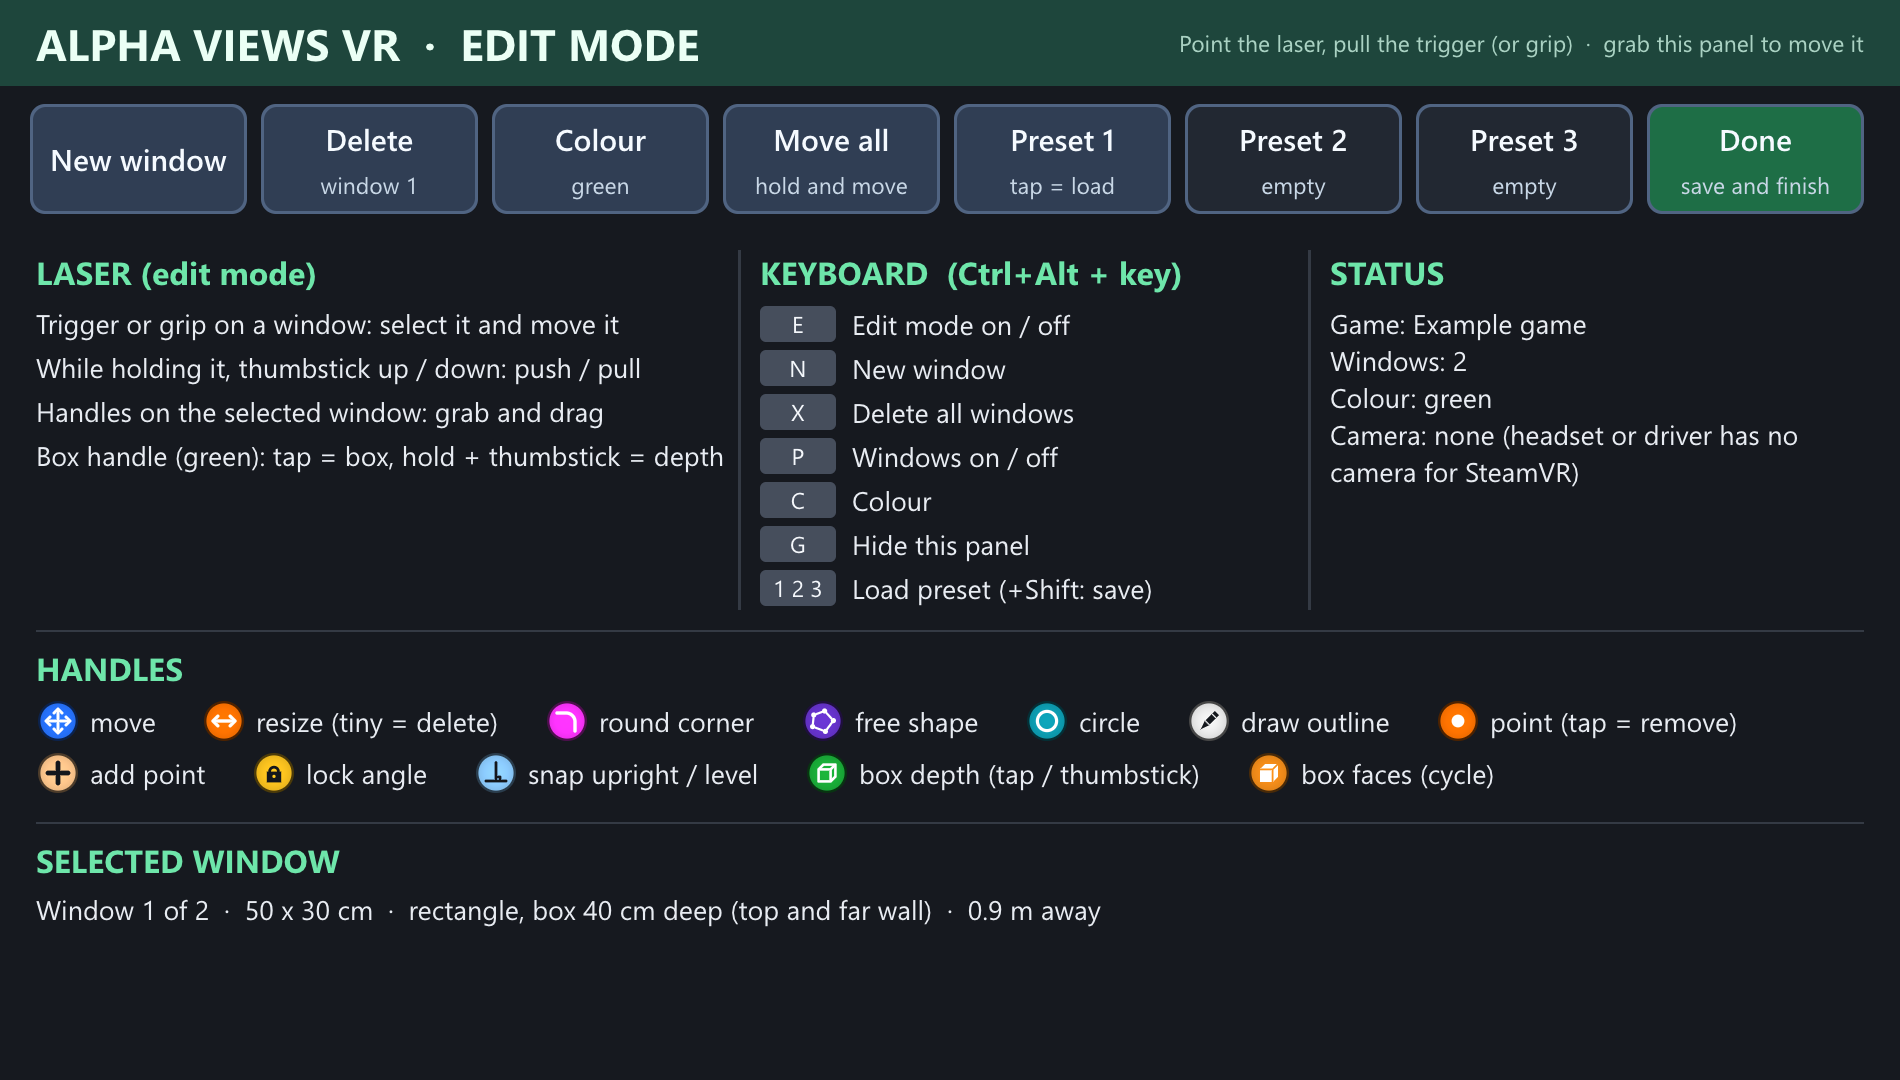 ALPHA VIEWS VR · EDIT MODE
Point the laser, pull the trigger (or grip) · grab this panel to move it
New window
Delete
window 1
Colour
green
Move all
hold and move
Preset 1
tap = load
Preset 2
empty
Preset 3
empty
Done
save and finish
LASER (edit mode)
Trigger or grip on a window: select it and move it
While holding it, thumbstick up / down: push / pull
Handles on the selected window: grab and drag
Box handle (green): tap = box, hold + thumbstick = depth
KEYBOARD (Ctrl+Alt + key)
E Edit mode on / off
N New window
X Delete all windows
P Windows on / off
C Colour
G Hide this panel
1 2 3 Load preset (+Shift: save)
STATUS
Game: Example game
Windows: 2
Colour: green
Camera: none (headset or driver has no
camera for SteamVR)
HANDLES
move resize (tiny = delete) round corner free shape circle draw outline point (tap = remove)
add point lock angle snap upright / level box depth (tap / thumbstick) box faces (cycle)
SELECTED WINDOW
Window 1 of 2 · 50 x 30 cm · rectangle, box 40 cm deep (top and far wall) · 0.9 m away